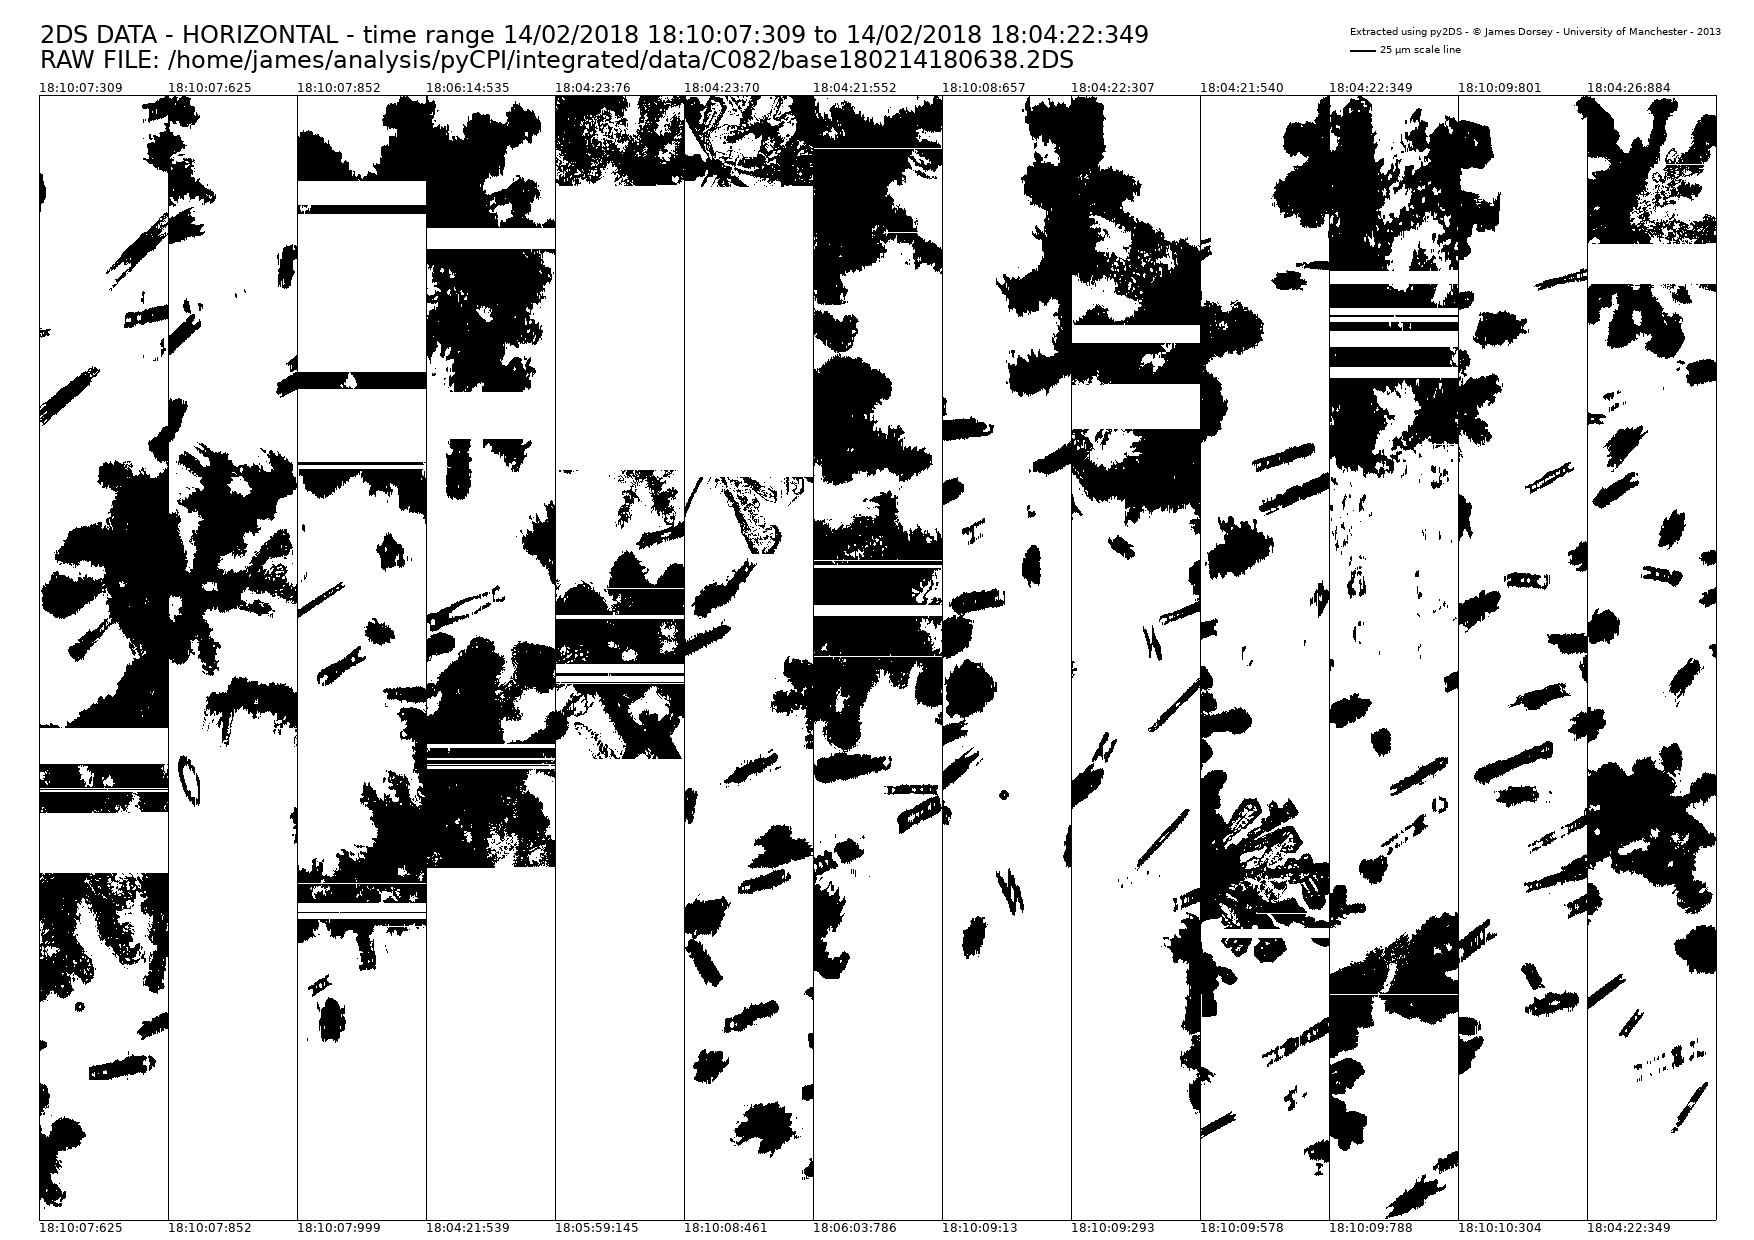 2DS DATA - HORIZONTAL - time range 14/02/2018 18:10:07:309 to 14/02/2018 18:04:22:349
RAW FILE: /home/james/analysis/pyCPI/integrated/data/C082/base180214180638.2DS
Extracted using py2DS - © James Dorsey - University of Manchester - 2013
25 µm scale line
18:10:07:309 18:10:07:625 18:10:07:852 18:06:14:535 18:04:23:76 18:04:23:70 18:04:21:552 18:10:08:657 18:04:22:307 18:04:21:540 18:04:22:349 18:10:09:801 18:04:26:884
18:10:07:625 18:10:07:852 18:10:07:999 18:04:21:539 18:05:59:145 18:10:08:461 18:06:03:786 18:10:09:13 18:10:09:293 18:10:09:578 18:10:09:788 18:10:10:304 18:04:22:349